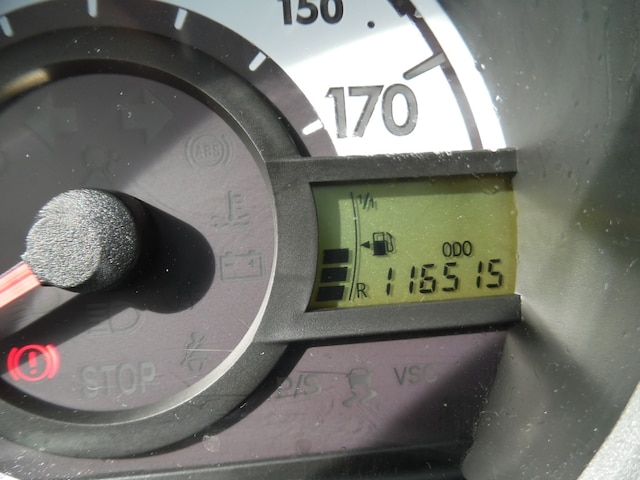 150
170
ABS
1/1
ODO
R 116515
STOP
P/S
VSC